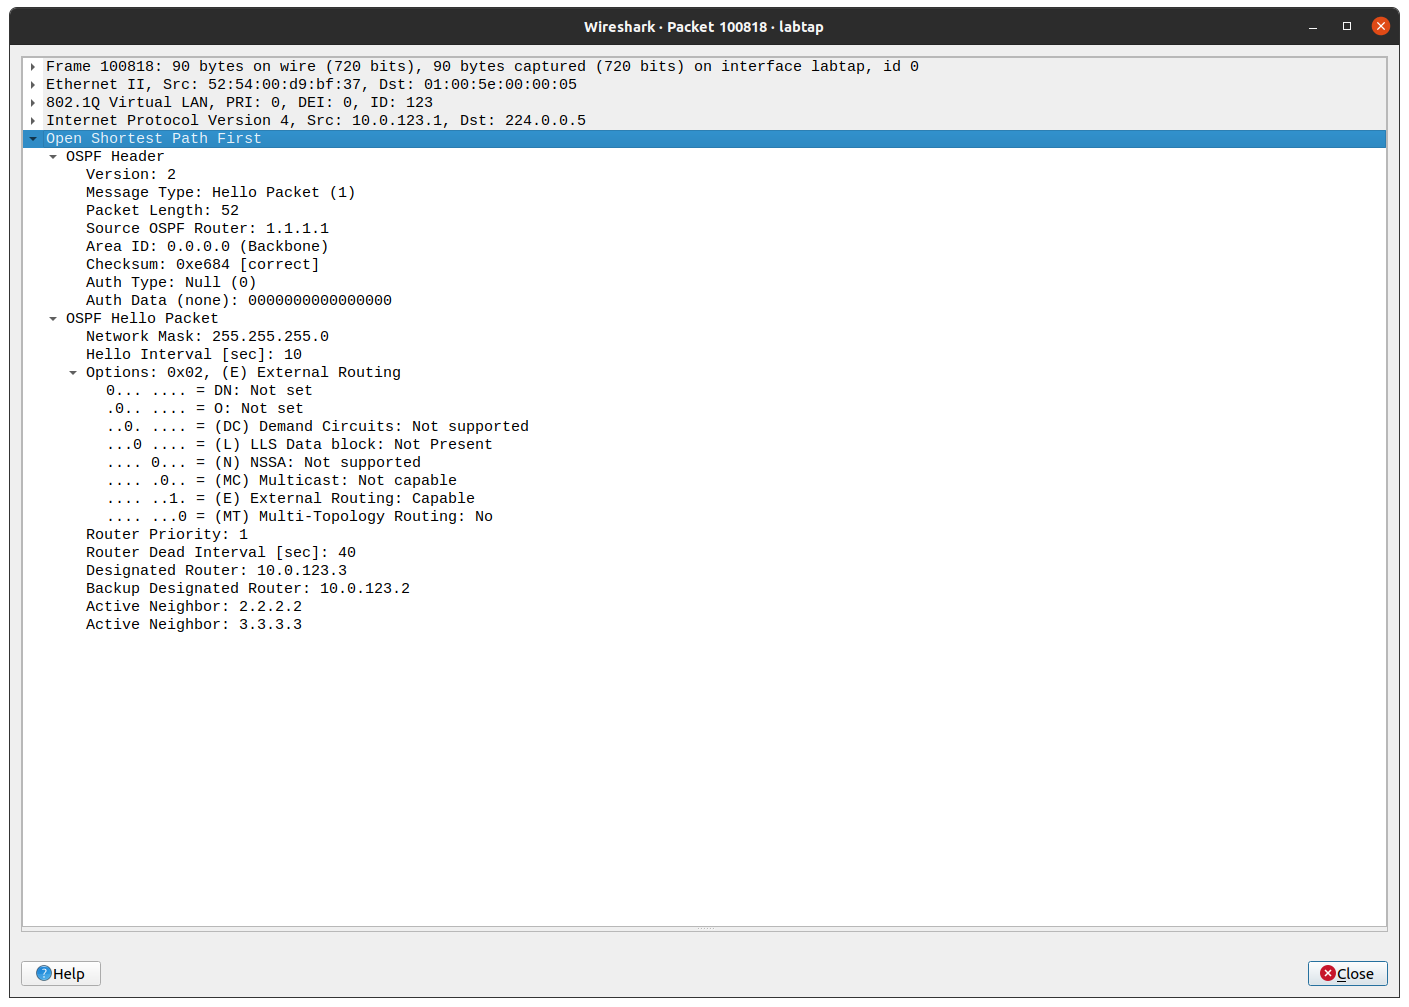 Wireshark · Packet 100818 · labtap
Frame 100818: 90 bytes on wire (720 bits), 90 bytes captured (720 bits) on interface labtap, id 0
Ethernet II, Src: 52:54:00:d9:bf:37, Dst: 01:00:5e:00:00:05
802.1Q Virtual LAN, PRI: 0, DEI: 0, ID: 123
Internet Protocol Version 4, Src: 10.0.123.1, Dst: 224.0.0.5
Open Shortest Path First
OSPF Header
Version: 2
Message Type: Hello Packet (1)
Packet Length: 52
Source OSPF Router: 1.1.1.1
Area ID: 0.0.0.0 (Backbone)
Checksum: 0xe684 [correct]
Auth Type: Null (0)
Auth Data (none): 0000000000000000
OSPF Hello Packet
Network Mask: 255.255.255.0
Hello Interval [sec]: 10
Options: 0x02, (E) External Routing
0... .... = DN: Not set
.0.. .... = O: Not set
..0. .... = (DC) Demand Circuits: Not supported
...0 .... = (L) LLS Data block: Not Present
.... 0... = (N) NSSA: Not supported
.... .0.. = (MC) Multicast: Not capable
.... ..1. = (E) External Routing: Capable
.... ...0 = (MT) Multi-Topology Routing: No
Router Priority: 1
Router Dead Interval [sec]: 40
Designated Router: 10.0.123.3
Backup Designated Router: 10.0.123.2
Active Neighbor: 2.2.2.2
Active Neighbor: 3.3.3.3
Help
Close